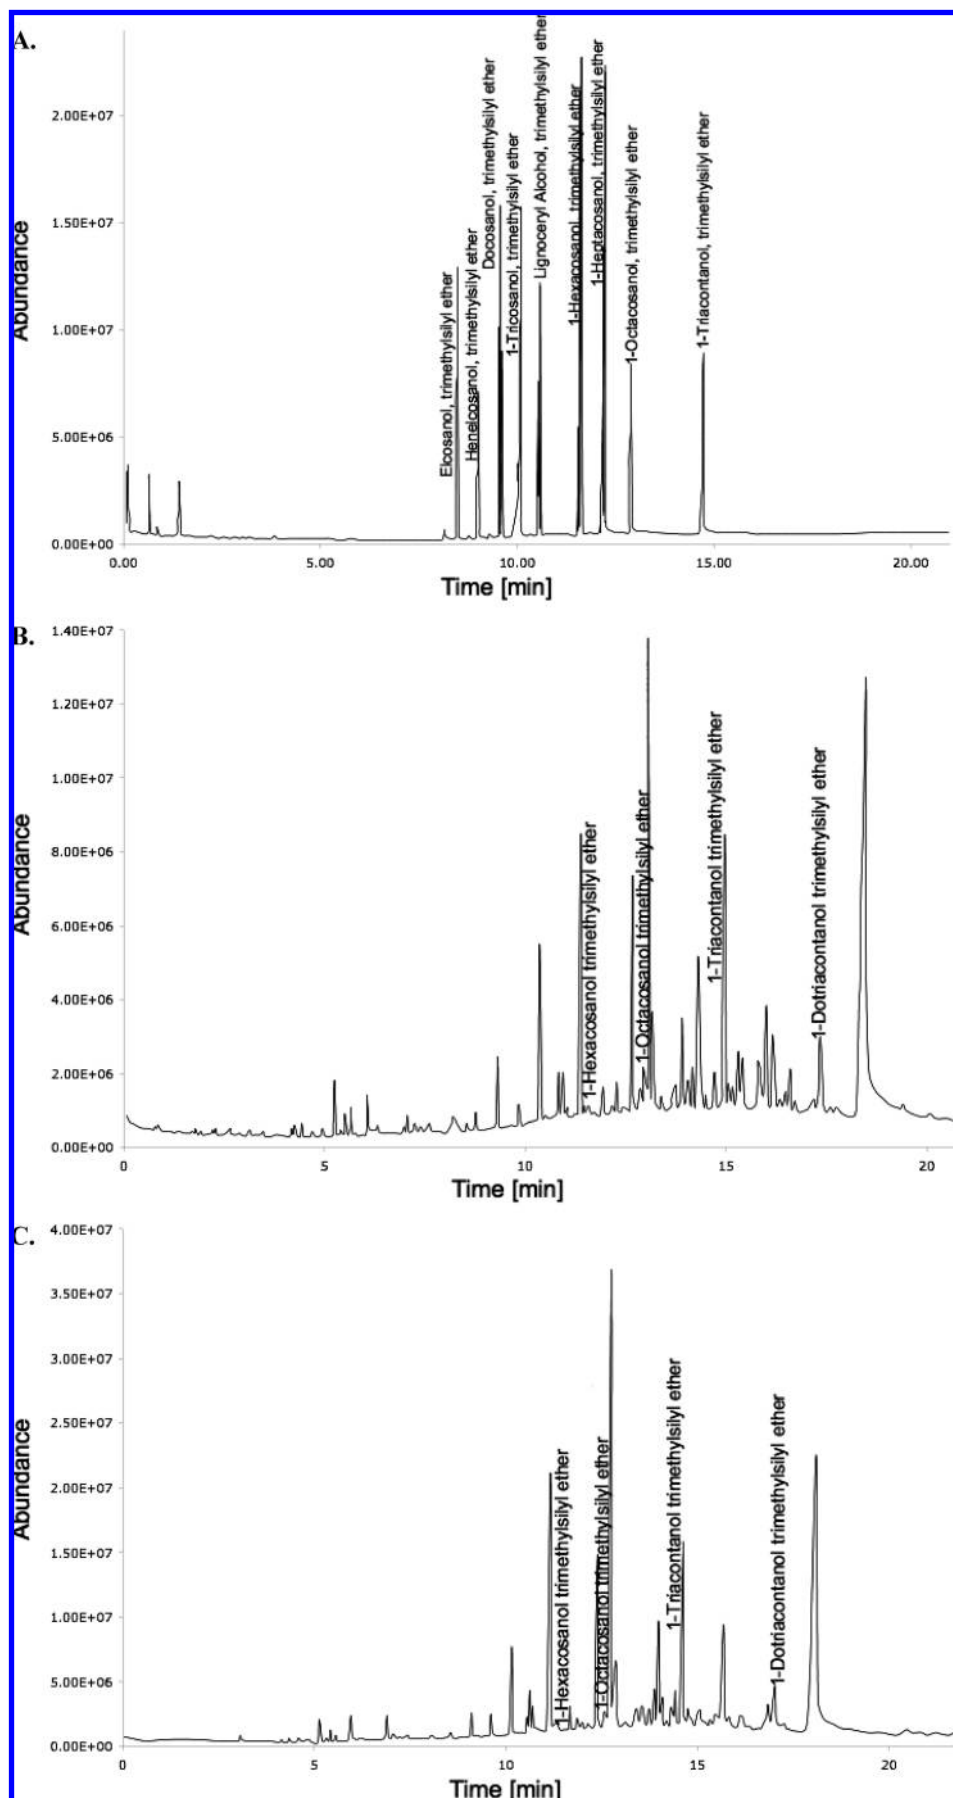 A.
2.00E+07
1.50E+07
1.00E+07
5.00E+06
0.00E+00
Abundance
Eicosanol, trimethylsilyl ether
Heneicosanol, trimethylsilyl ether
Docosanol, trimethylsilyl ether
1-Tricosanol, trimethylsilyl ether
Lignoceryl Alcohol, trimethylsilyl ether
1-Hexacosanol, trimethylsilyl ether
1-Heptacosanol, trimethylsilyl ether
1-Octacosanol, trimethylsilyl ether
1-Triacontanol, trimethylsilyl ether
0.00 5.00 10.00 15.00 20.00
Time [min]
B.
1.40E+07
1.20E+07
1.00E+07
8.00E+06
6.00E+06
4.00E+06
2.00E+06
0.00E+00
Abundance
1-Hexacosanol trimethylsilyl ether
1-Octacosanol trimethylsilyl ether
1-Triacontanol trimethylsilyl ether
1-Dotriacontanol trimethylsilyl ether
0 5 10 15 20
Time [min]
C.
4.00E+07
3.50E+07
3.00E+07
2.50E+07
2.00E+07
1.50E+07
1.00E+07
5.00E+06
0.00E+00
Abundance
1-Hexacosanol trimethylsilyl ether
1-Octacosanol trimethylsilyl ether
1-Triacontanol trimethylsilyl ether
1-Dotriacontanol trimethylsilyl ether
0 5 10 15 20
Time [min]